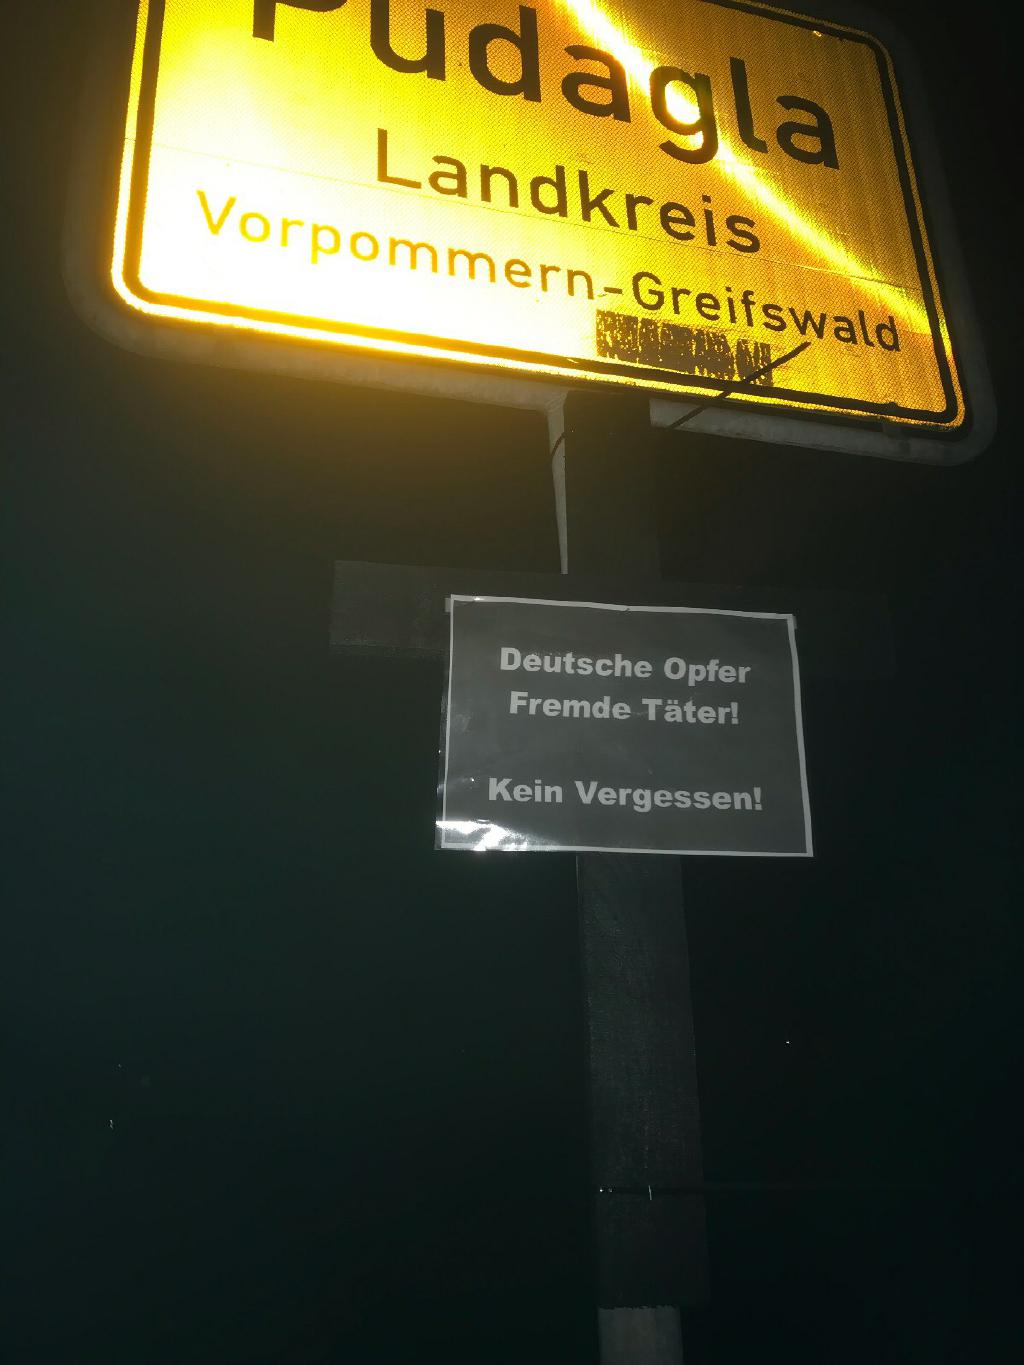 Pudagla
Landkreis
Vorpommern-Greifswald
Deutsche Opfer
Fremde Täter!
Kein Vergessen!